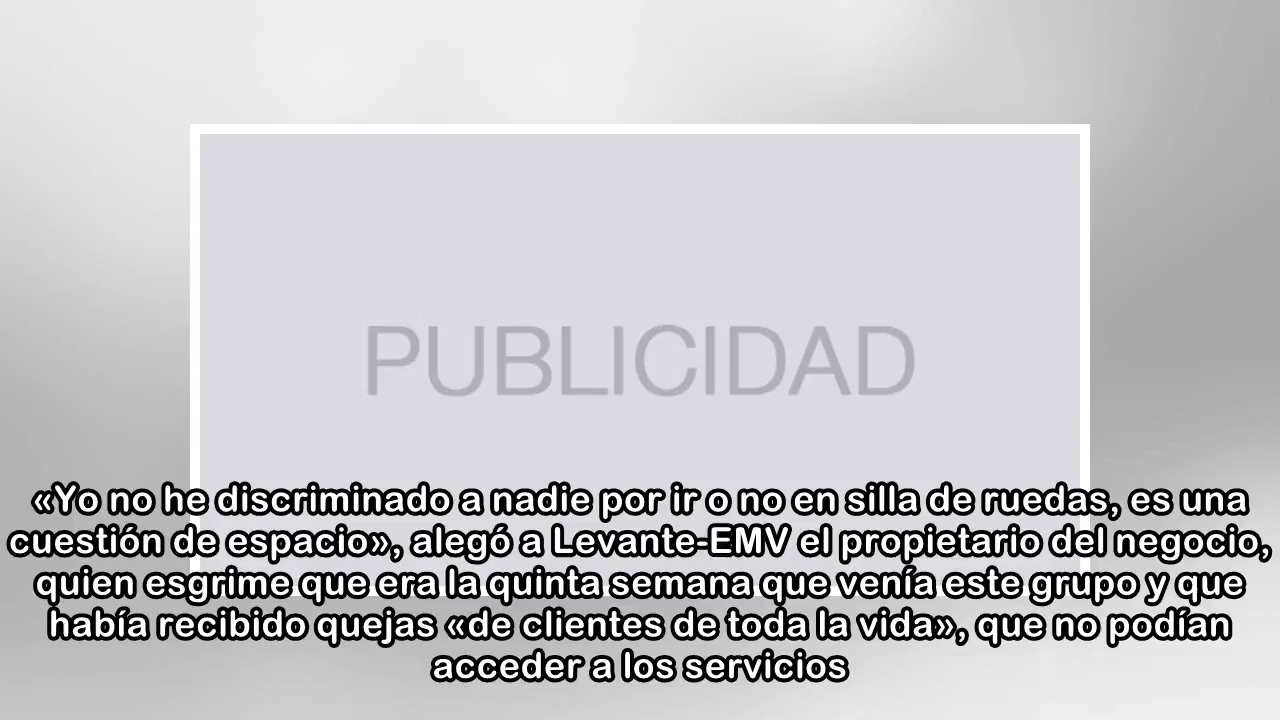 PUBLICIDAD
«Yo no he discriminado a nadie por ir o no en silla de ruedas, es una
cuestión de espacio», alegó a Levante-EMV el propietario del negocio,
quien esgrime que era la quinta semana que venía este grupo y que
había recibido quejas «de clientes de toda la vida», que no podían
acceder a los servicios